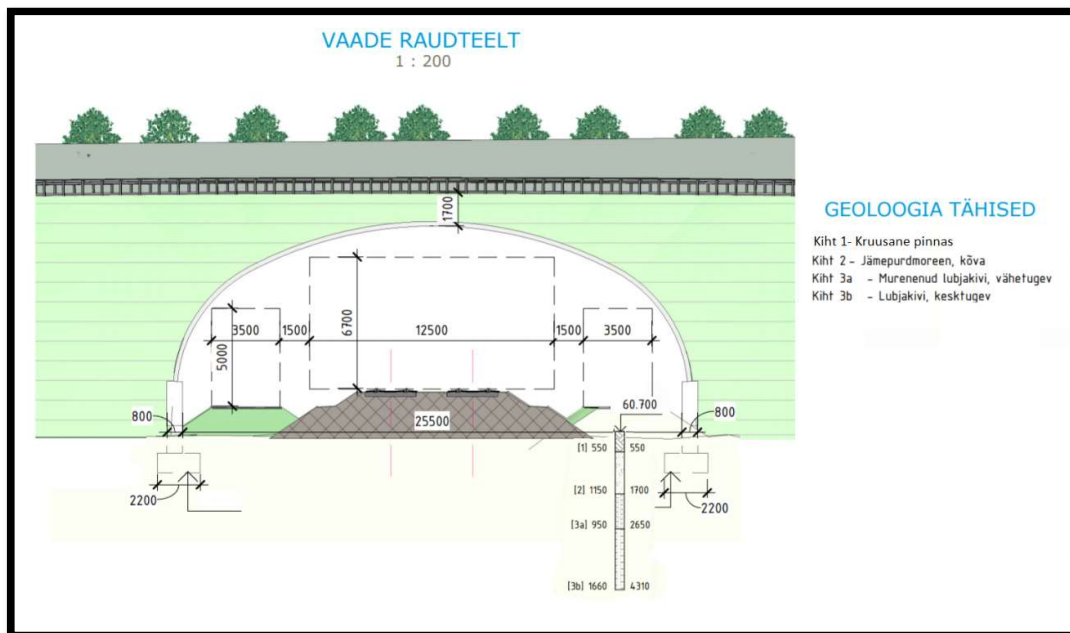 VAADE RAUDTEELT
1 : 200
1700
GEOLOOGIA TÄHISED
Kiht 1- Kruusane pinnas
Kiht 2 - Jämepurdmoreen, kõva
Kiht 3a - Murenenud lubjakivi, vähetugev
Kiht 3b - Lubjakivi, kesktugev
3500 1500 12500 1500 3500
5000
6700
60.700
800 25500 800
[1] 550 550
[2] 1150 1700
2200 2200
[3a] 950 2650
[3b] 1660 4310